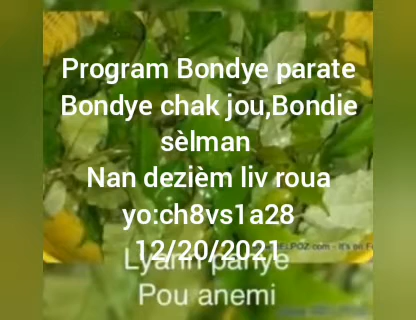 Program Bondye parate
Bondye chak jou,Bondie
sèlman
Nan dezièm liv roua
yo:ch8vs1a28
12/20/2021
Lyann panye
Pou anemi